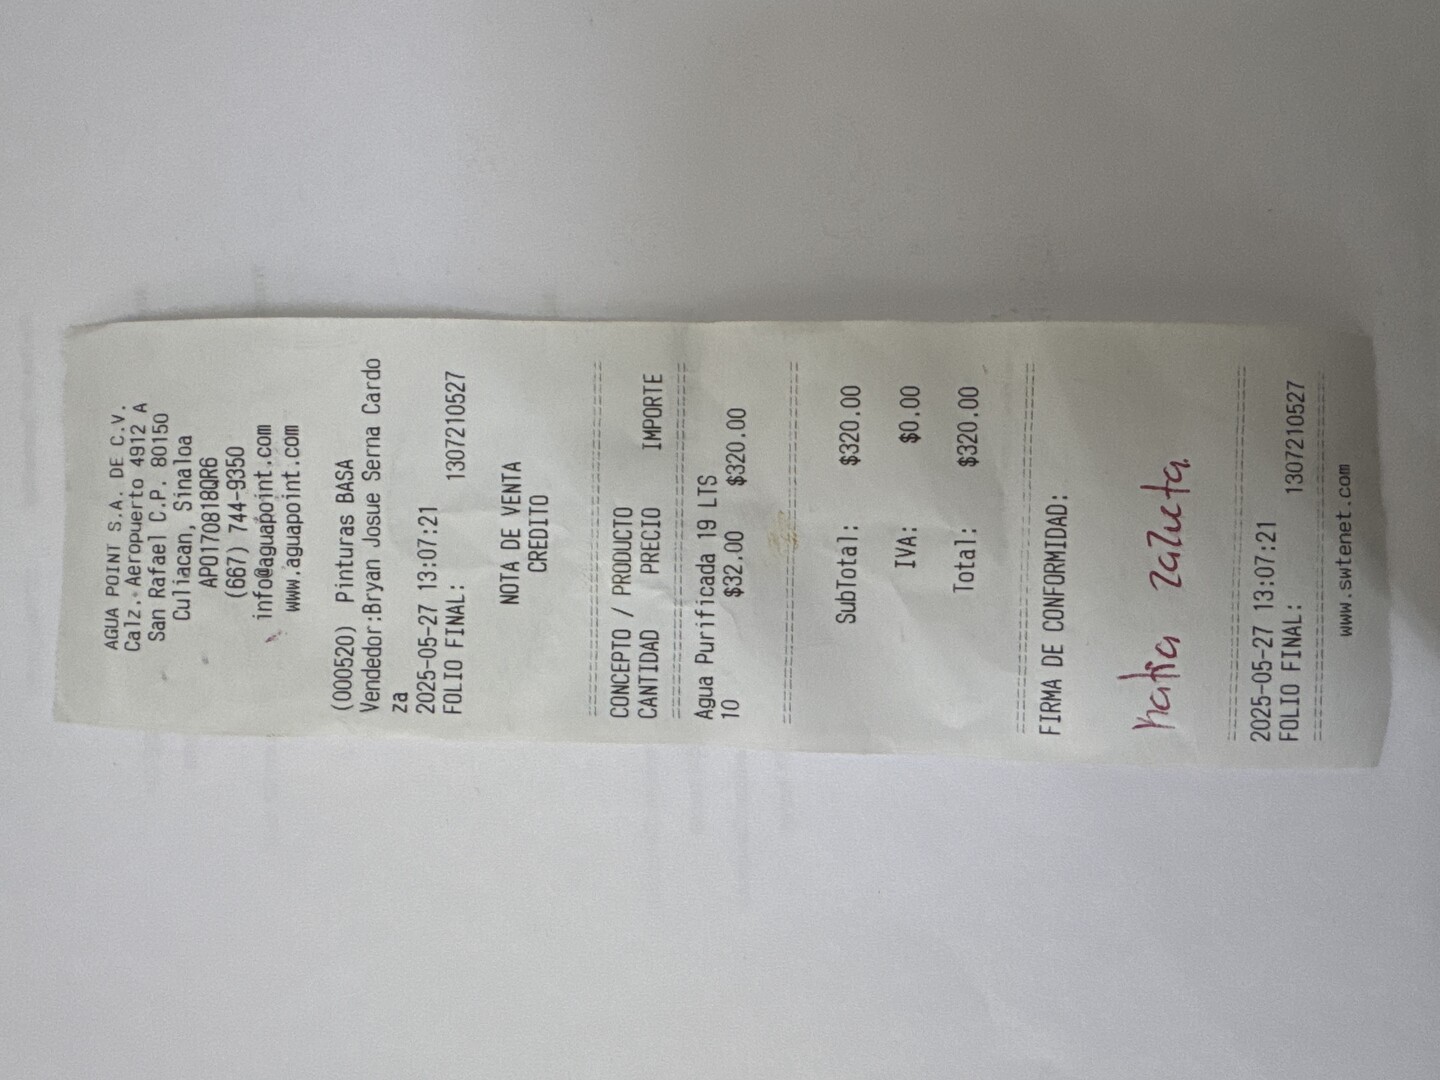 AGUA POINT S.A. DE C.V.
Calz. Aeropuerto 4912 A
San Rafael C.P. 80150
Culiacan, Sinaloa
APO170818QR6
(667) 744-9350
info@aguapoint.com
www.aguapoint.com
(000520) Pinturas BASA
Vendedor:Bryan Josue Serna Cardo
za
2025-05-27 13:07:21
FOLIO FINAL: 1307210527
NOTA DE VENTA
CREDITO
CONCEPTO / PRODUCTO
CANTIDAD PRECIO IMPORTE
Agua Purificada 19 LTS
10 $32.00 $320.00
SubTotal: $320.00
IVA: $0.00
Total: $320.00
FIRMA DE CONFORMIDAD:
Katia Zazueta
2025-05-27 13:07:21
FOLIO FINAL: 1307210527
www.swtenet.com